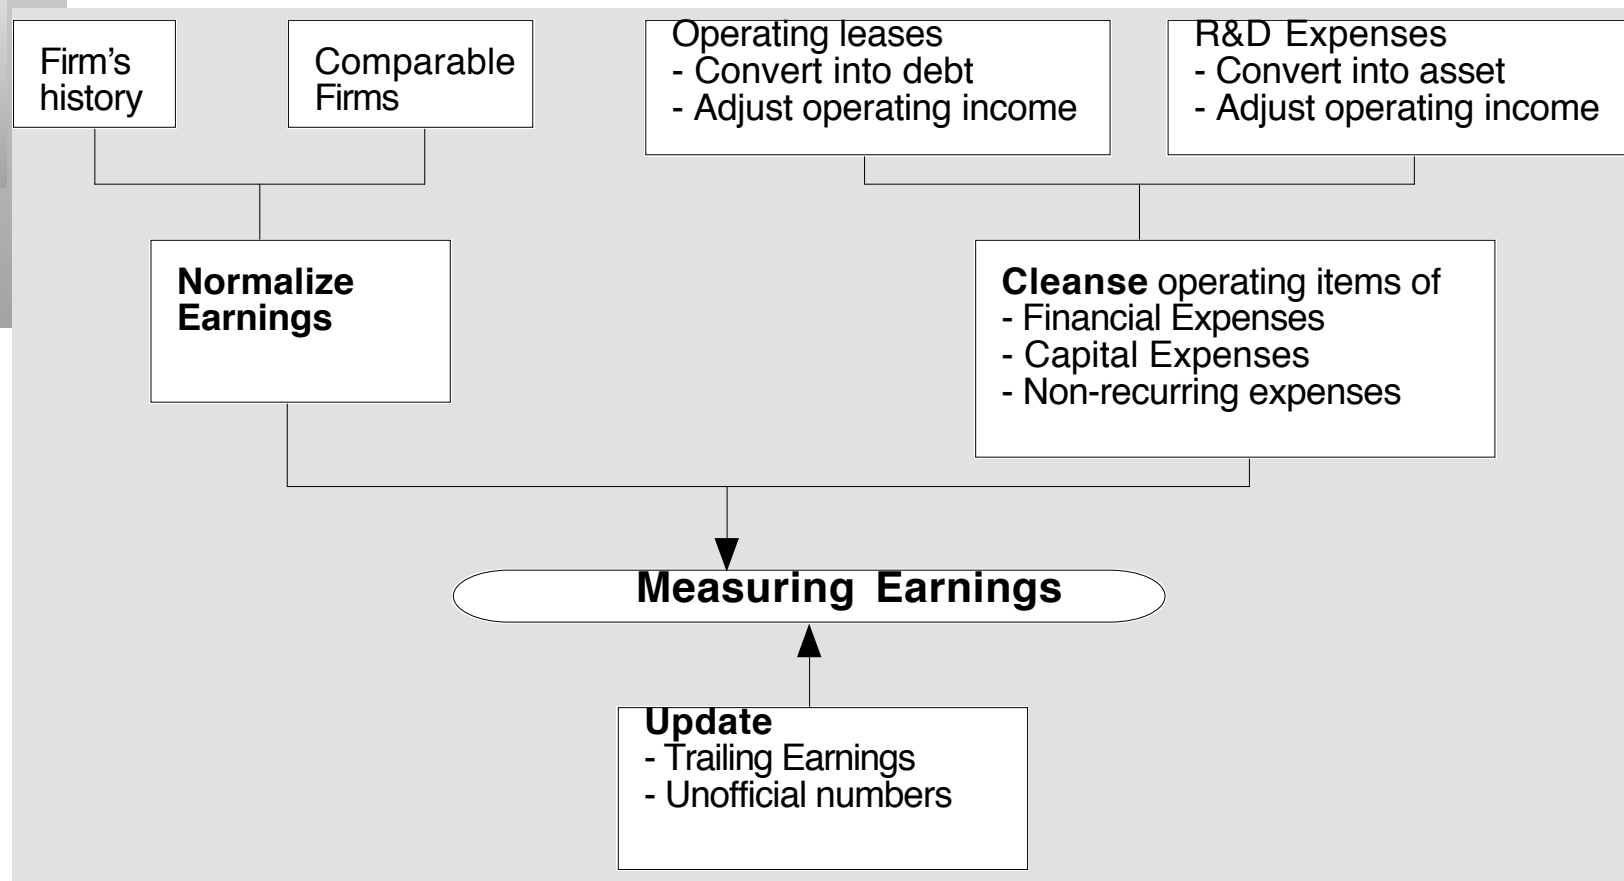 Firm's
history
Comparable
Firms
Operating leases
- Convert into debt
- Adjust operating income
R&D Expenses
- Convert into asset
- Adjust operating income
Normalize
Earnings
Cleanse operating items of
- Financial Expenses
- Capital Expenses
- Non-recurring expenses
Measuring Earnings
Update
- Trailing Earnings
- Unofficial numbers